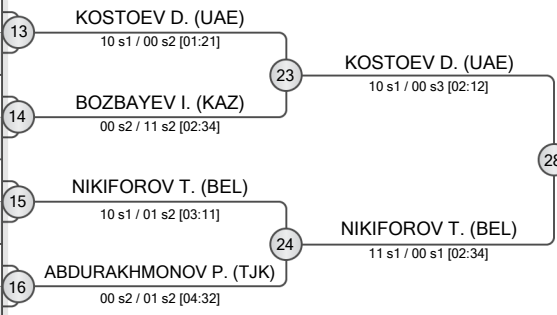 13
KOSTOEV D. (UAE)
10 s1 / 00 s2 [01:21]
23
KOSTOEV D. (UAE)
10 s1 / 00 s3 [02:12]
14
BOZBAYEV I. (KAZ)
00 s2 / 11 s2 [02:34]
28
15
NIKIFOROV T. (BEL)
10 s1 / 01 s2 [03:11]
24
NIKIFOROV T. (BEL)
11 s1 / 00 s1 [02:34]
16
ABDURAKHMONOV P. (TJK)
00 s2 / 01 s2 [04:32]